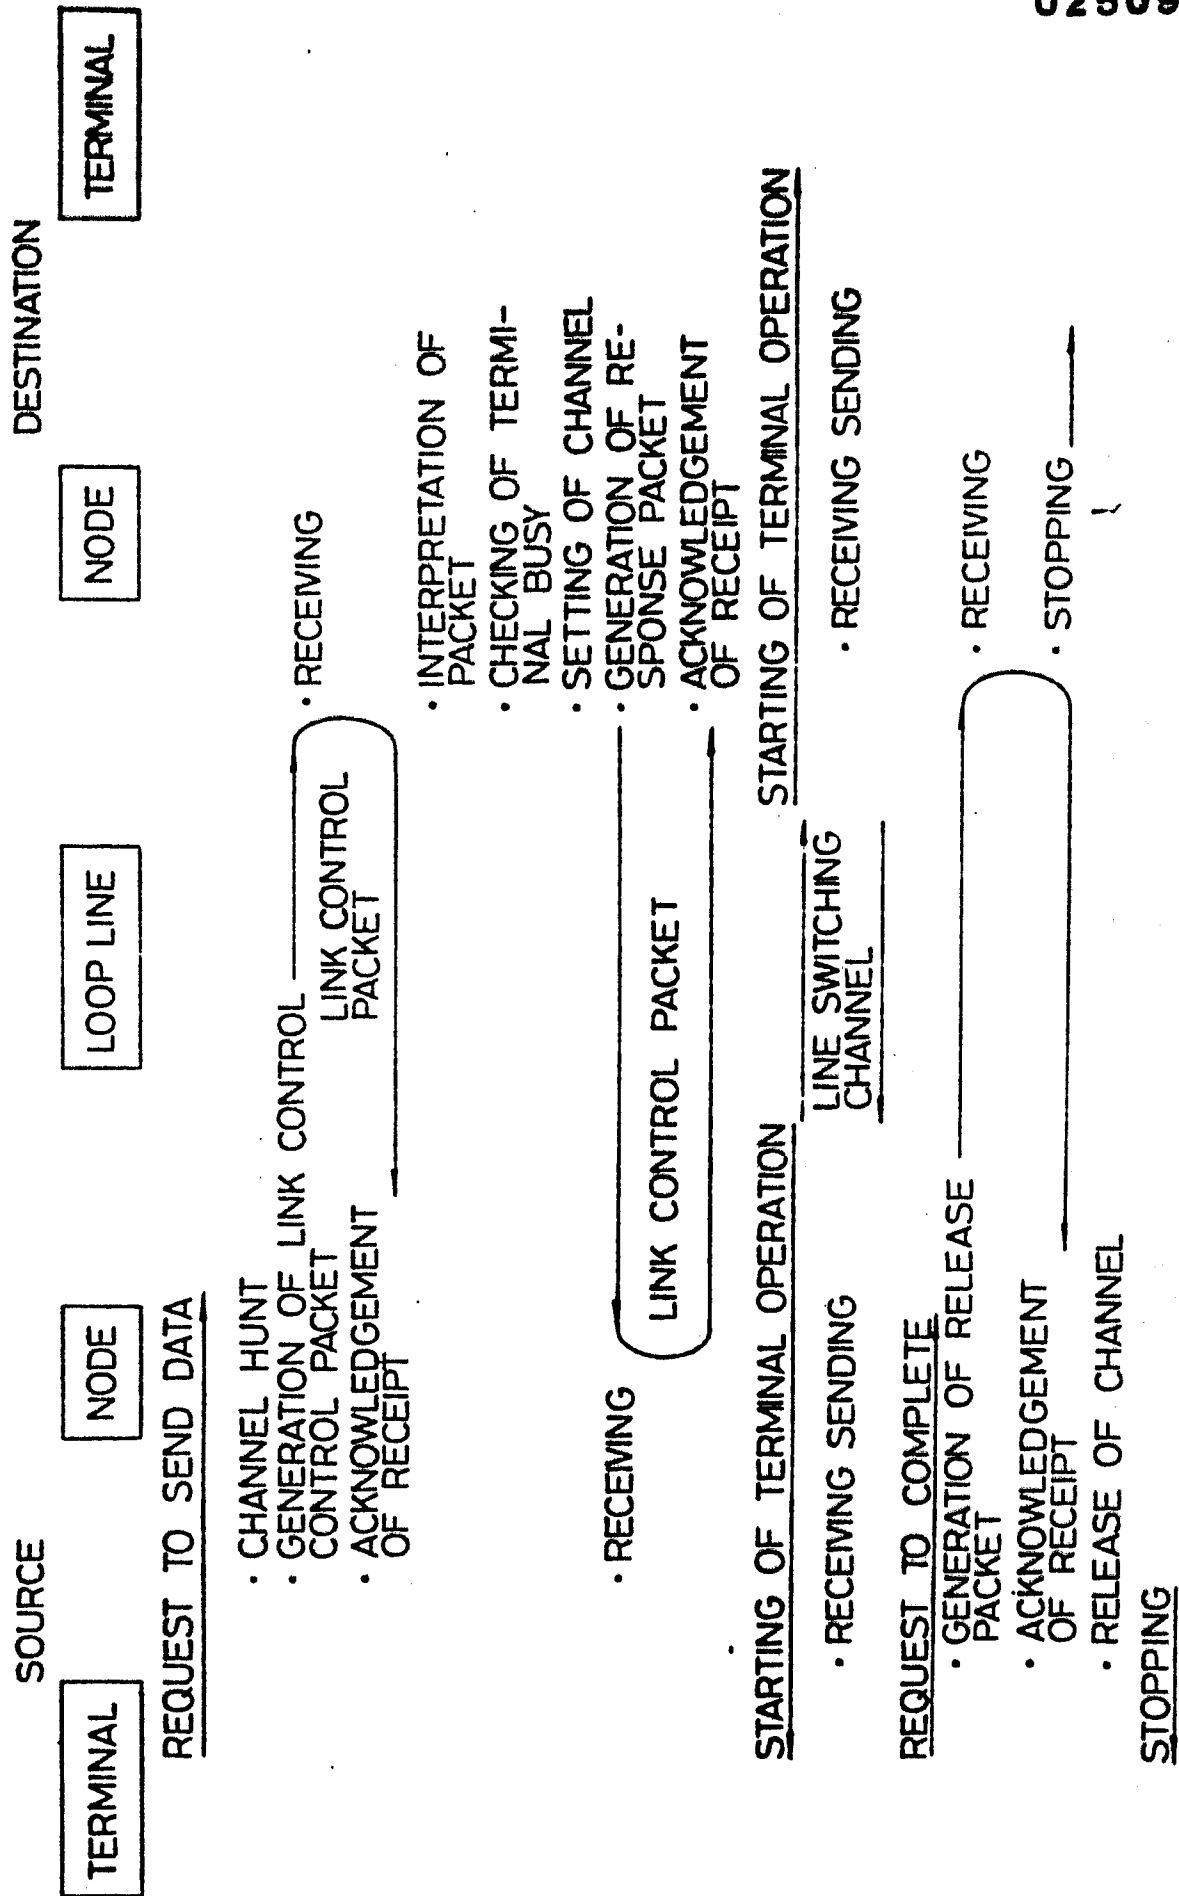 SOURCE
DESTINATION
TERMINAL
NODE
LOOP LINE
NODE
TERMINAL
REQUEST TO SEND DATA
· CHANNEL HUNT
· GENERATION OF LINK CONTROL
CONTROL PACKET
· ACKNOWLEDGEMENT
OF RECEIPT
LINK CONTROL
PACKET
· RECEIVING
· INTERPRETATION OF
PACKET
· CHECKING OF TERMI-
NAL BUSY
· SETTING OF CHANNEL
· GENERATION OF RE-
SPONSE PACKET
· ACKNOWLEDGEMENT
OF RECEIPT
· RECEIVING
LINK CONTROL PACKET
STARTING OF TERMINAL OPERATION
STARTING OF TERMINAL OPERATION
· RECEIVING SENDING
LINE SWITCHING
CHANNEL
· RECEIVING SENDING
REQUEST TO COMPLETE
· GENERATION OF RELEASE
PACKET
· RECEIVING
· ACKNOWLEDGEMENT
OF RECEIPT
· STOPPING
· RELEASE OF CHANNEL
STOPPING